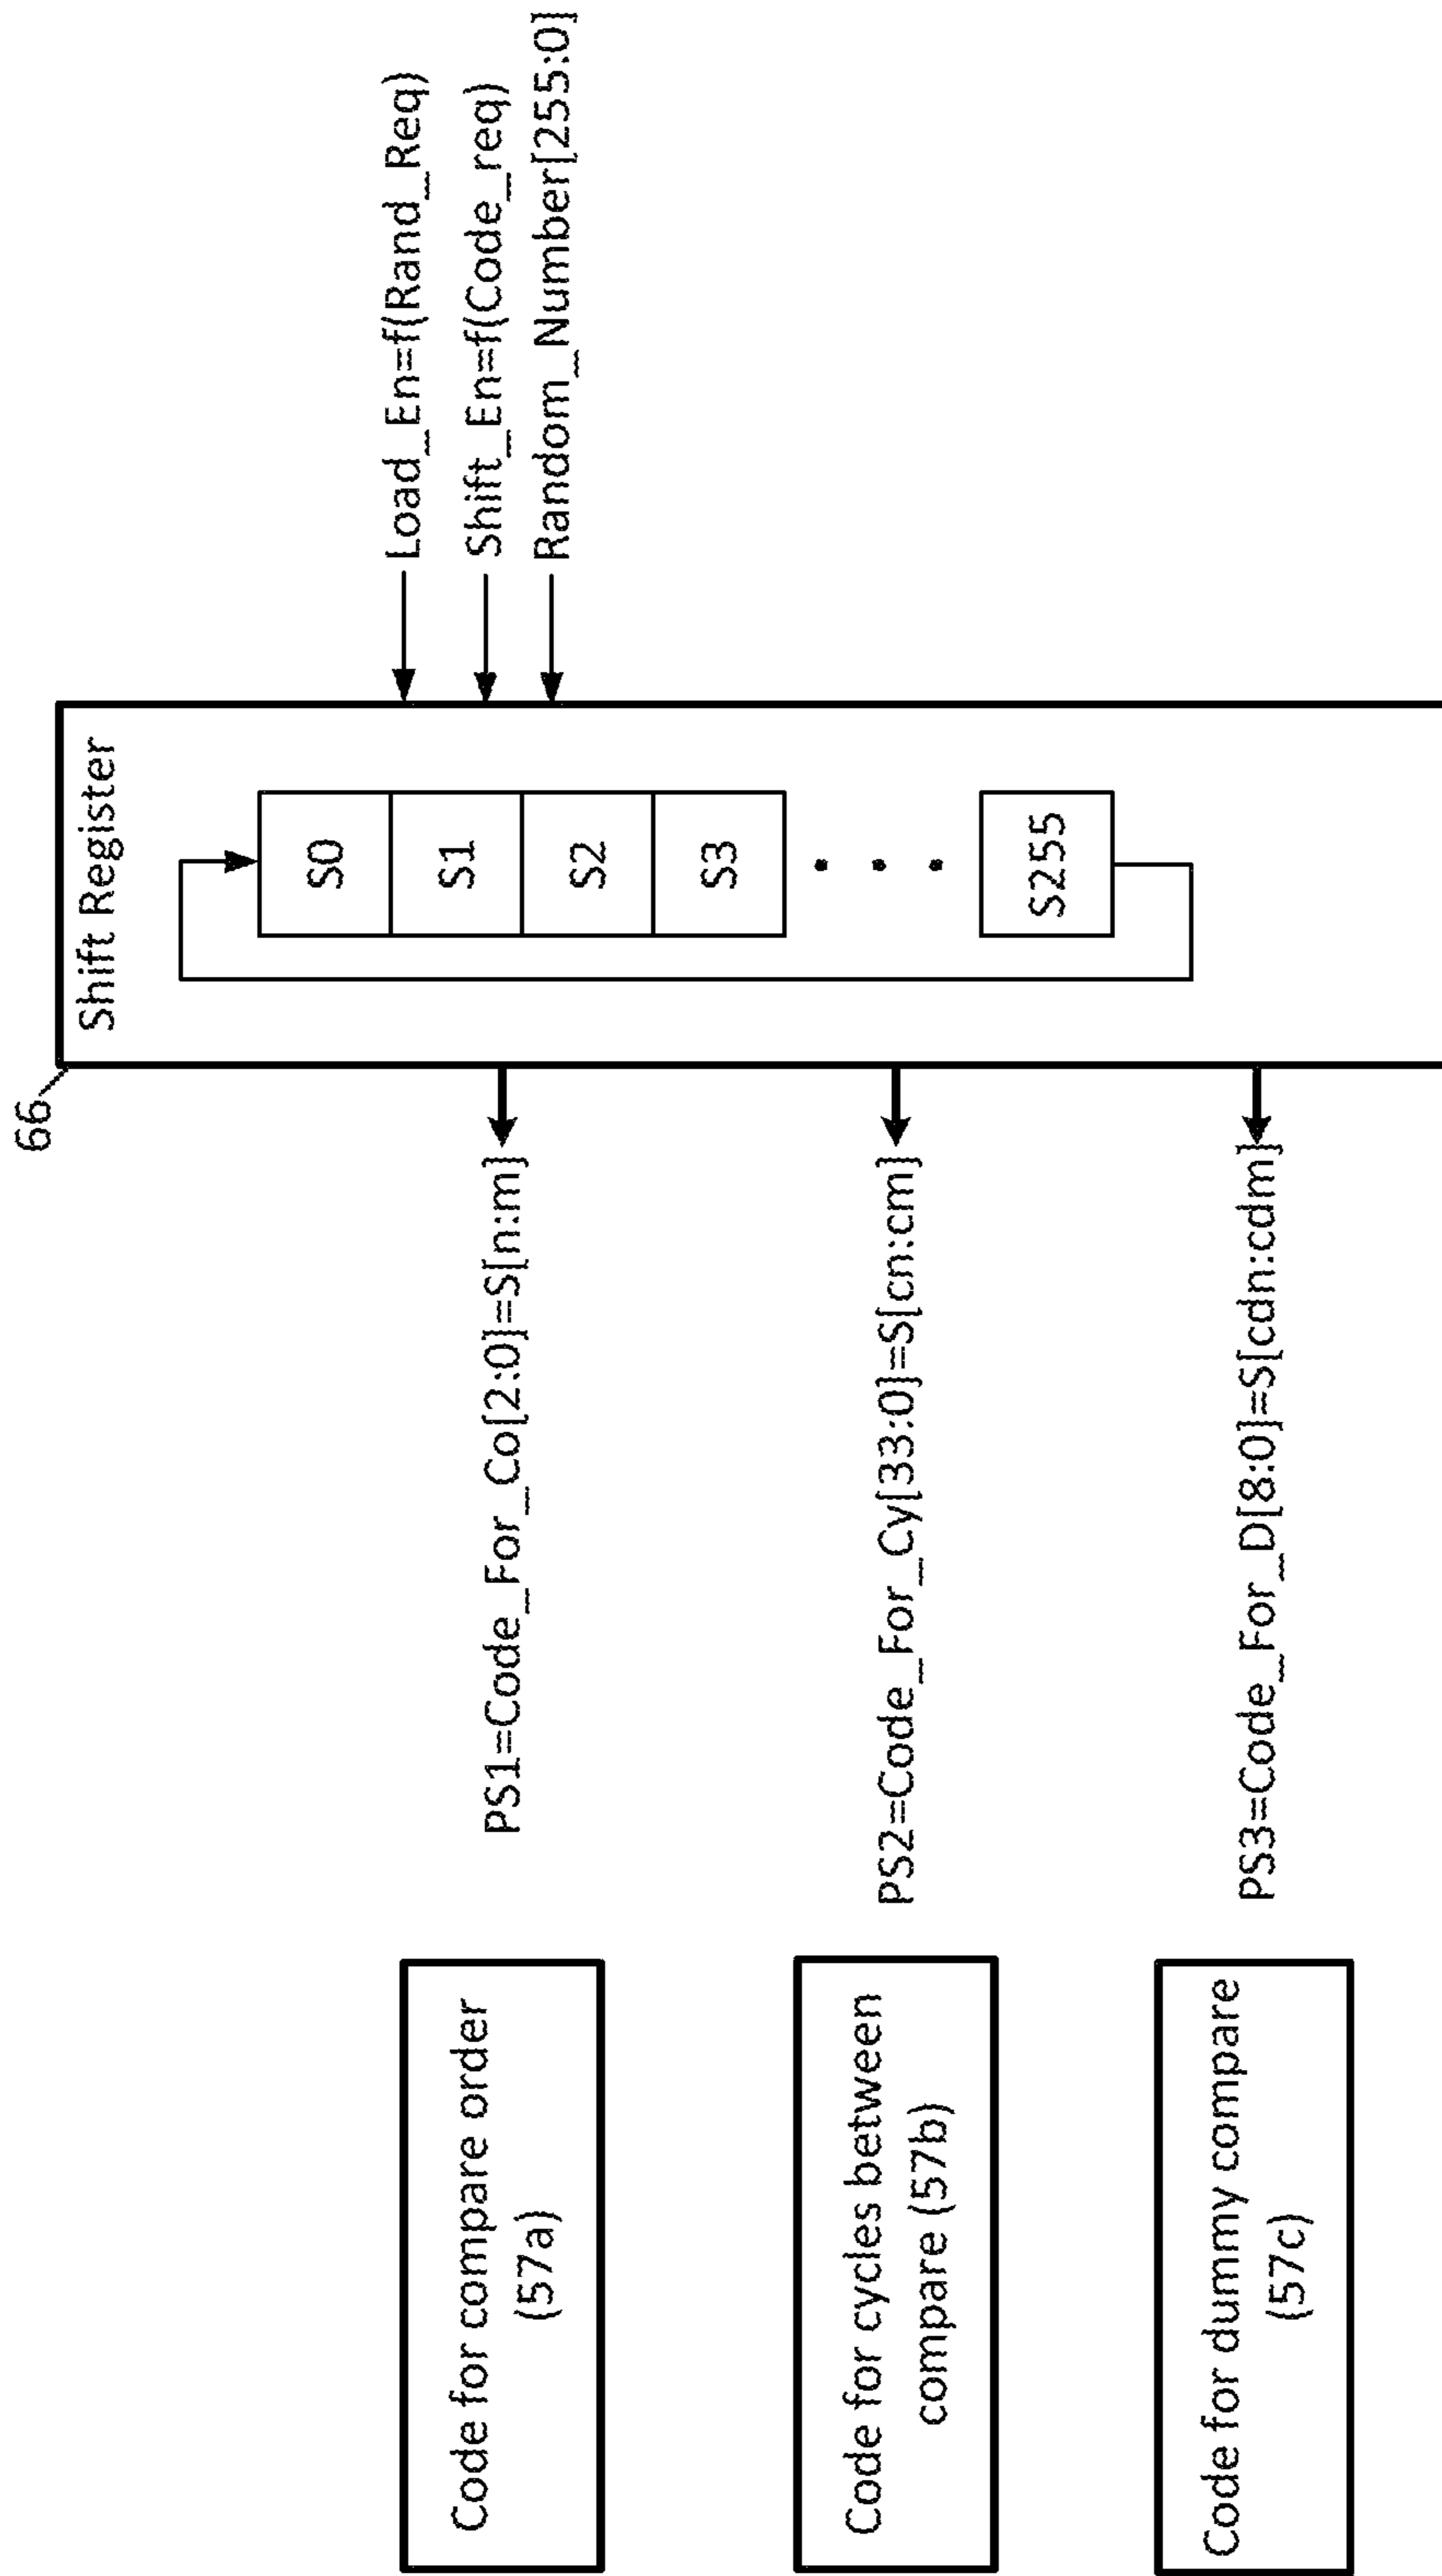 66
Shift Register
S0
S1
S2
S3
S255
Load_En=f(Rand_Req)
Shift_En=f(Code_req)
Random_Number[255:0]
Code for compare order
(57a)
PS1=Code_For_Co[2:0]=S[n:m]
Code for cycles between
compare (57b)
PS2=Code_For_Cy[33:0]=S[cn:cm]
Code for dummy compare
(57c)
PS3=Code_For_D[8:0]=S[cdn:cdm]